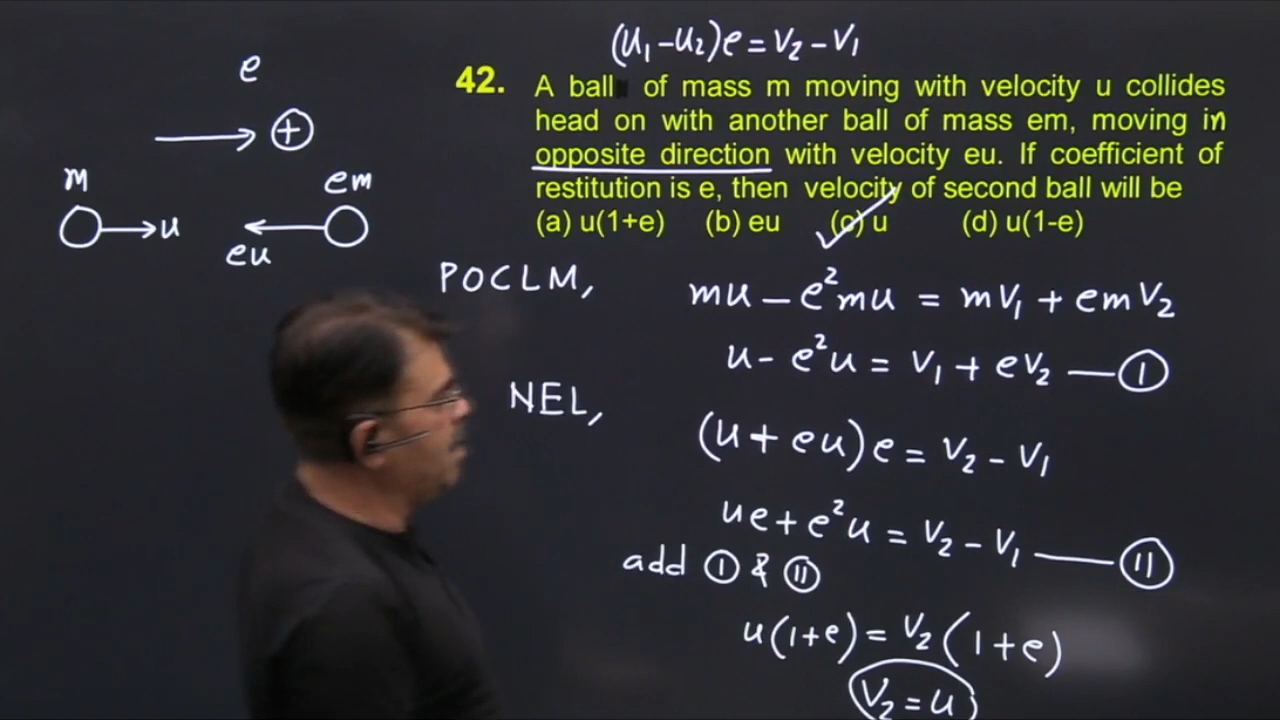 (u₁-u₂)e = V₂ - V₁
42. A ball of mass m moving with velocity u collides
head on with another ball of mass em, moving in
opposite direction with velocity eu. If coefficient of
restitution is e, then velocity of second ball will be
(a) u(1+e) (b) eu (c) u (d) u(1-e)
e
+
m em
u
eu
POCLM, mu - e²mu = mV₁ + emV₂
u - e²u = V₁ + eV₂ — I
NEL, (u + eu)e = V₂ - V₁
ue + e²u = V₂ - V₁ — II
add I & II
u(1+e) = V₂(1+e)
V₂ = u